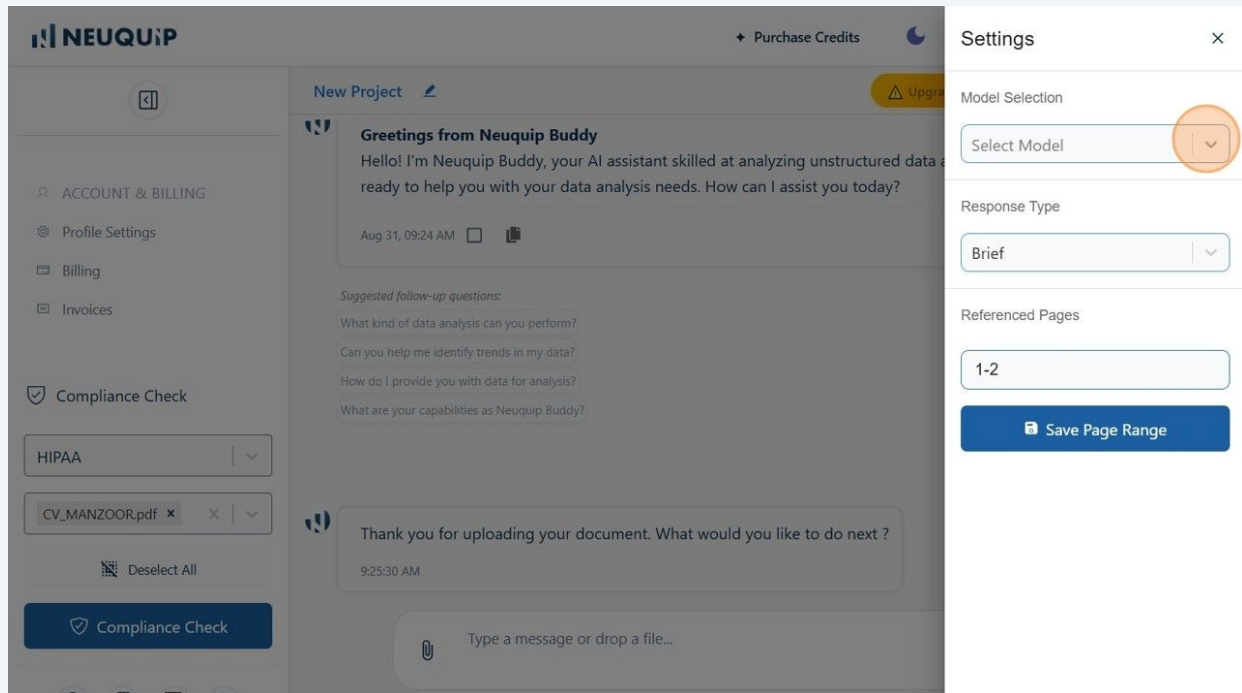 NEUQUIP
Purchase Credits
ACCOUNT & BILLING
Profile Settings
Billing
Invoices
Compliance Check
HIPAA
CV_MANZOOR.pdf
Deselect All
Compliance Check
New Project
Greetings from Neuquip Buddy
Hello! I'm Neuquip Buddy, your AI assistant skilled at analyzing unstructured data
ready to help you with your data analysis needs. How can I assist you today?
Aug 31, 09:24 AM
Suggested follow-up questions:
What kind of data analysis can you perform?
Can you help me identify trends in my data?
How do I provide you with data for analysis?
What are your capabilities as Neuquip Buddy?
Thank you for uploading your document. What would you like to do next ?
9:25:30 AM
Type a message or drop a file...
Settings
Model Selection
Select Model
Response Type
Brief
Referenced Pages
1-2
Save Page Range